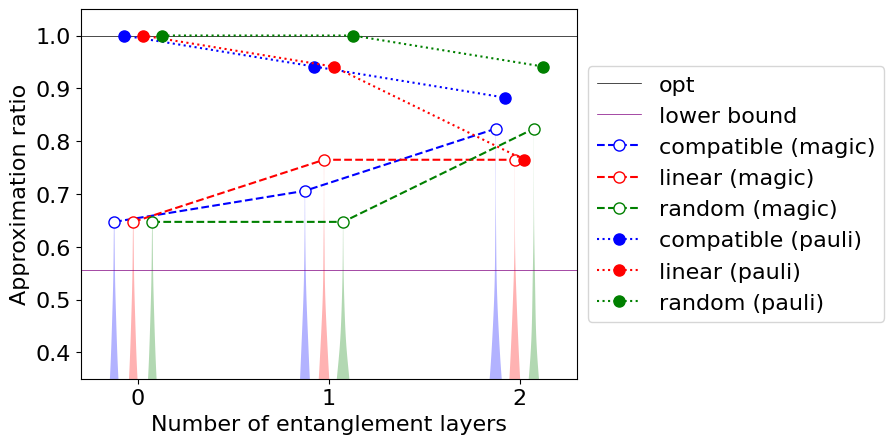 1.0
0.9
0.8
0.7
0.6
0.5
0.4
Approximation ratio
0 1 2
Number of entanglement layers
opt
lower bound
compatible (magic)
linear (magic)
random (magic)
compatible (pauli)
linear (pauli)
random (pauli)